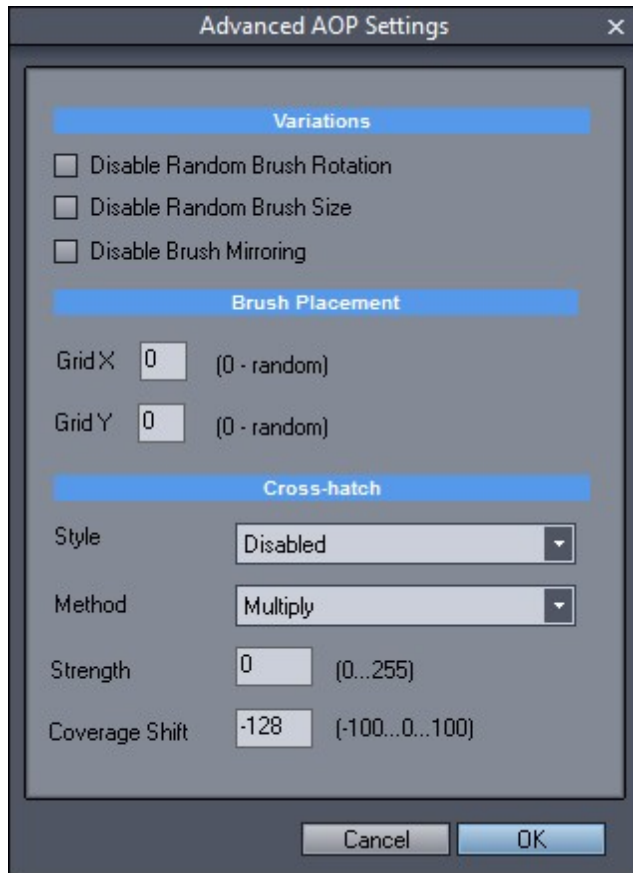 Advanced AOP Settings ×
Variations
Disable Random Brush Rotation
Disable Random Brush Size
Disable Brush Mirroring
Brush Placement
Grid X 0 (0 - random)
Grid Y 0 (0 - random)
Cross-hatch
Style Disabled
Method Multiply
Strength 0 (0...255)
Coverage Shift -128 (-100...0...100)
Cancel OK